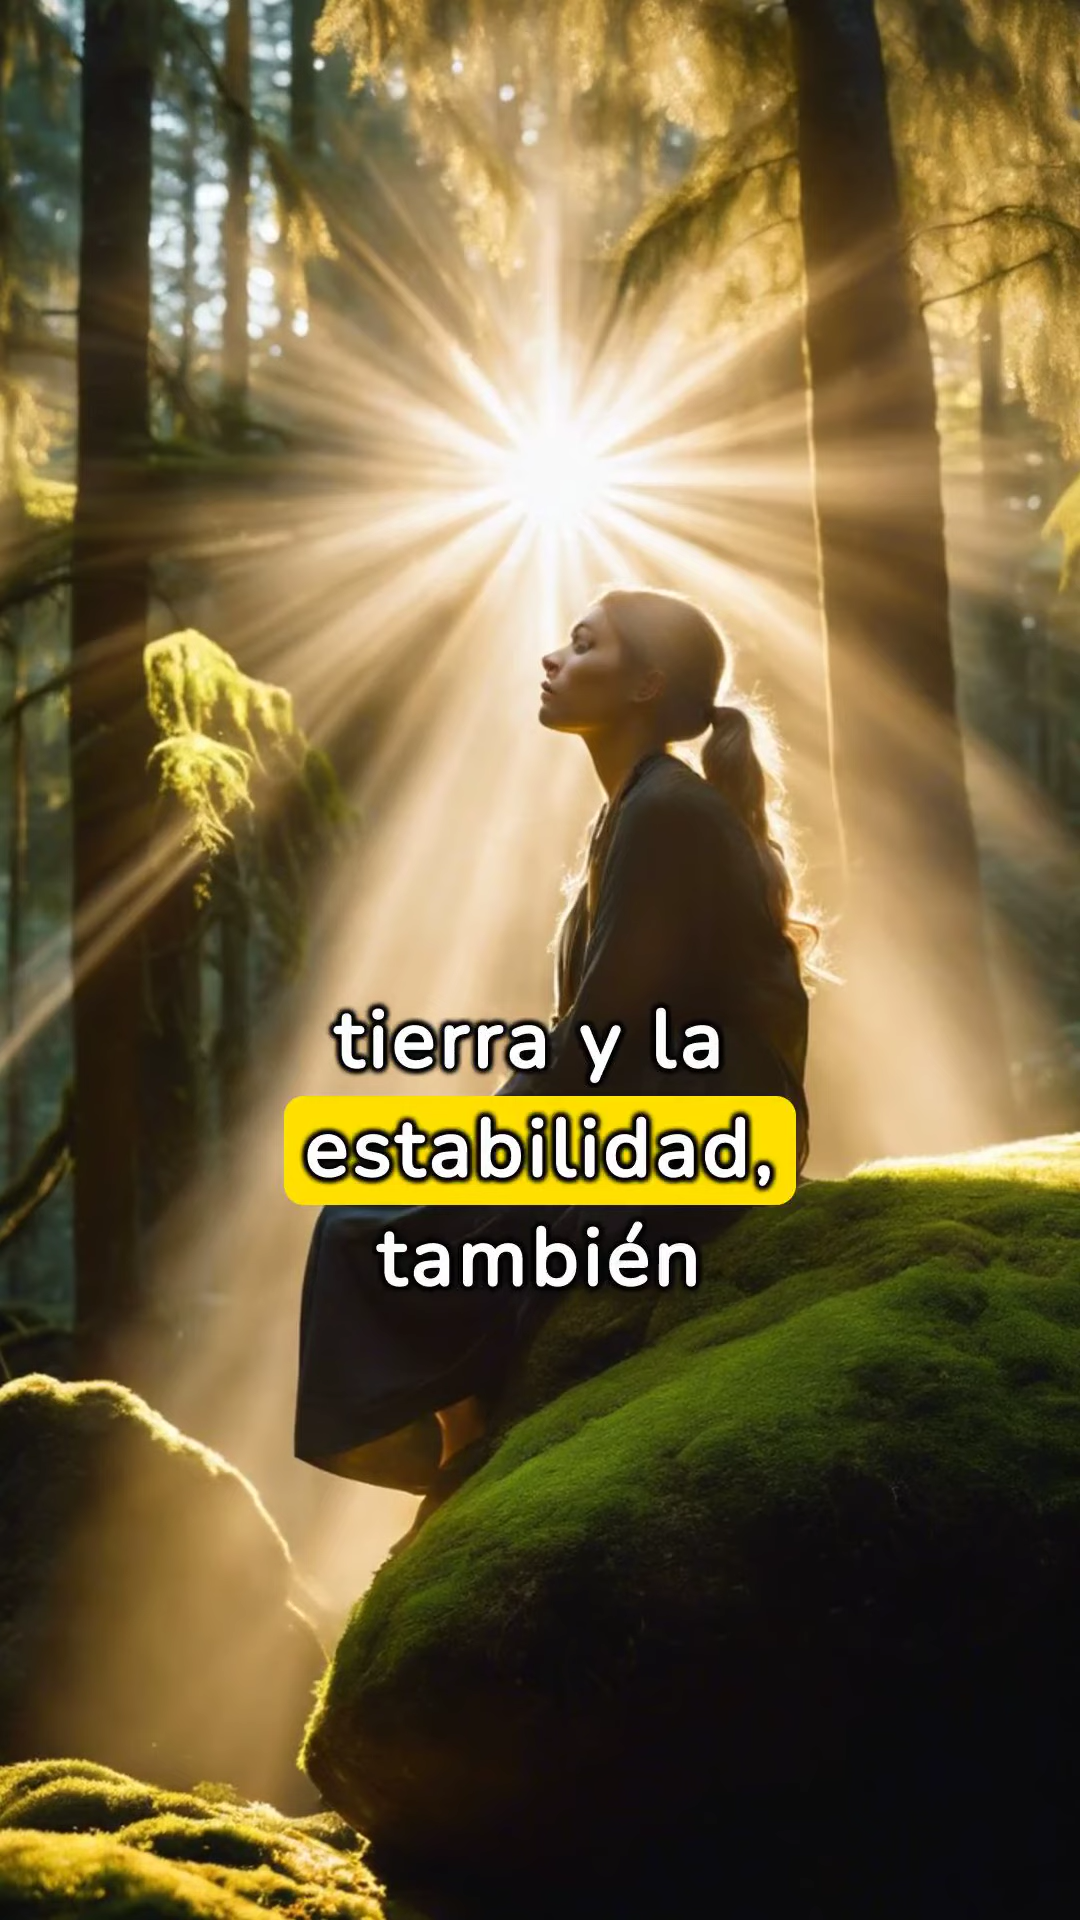 tierra y la
estabilidad,
también